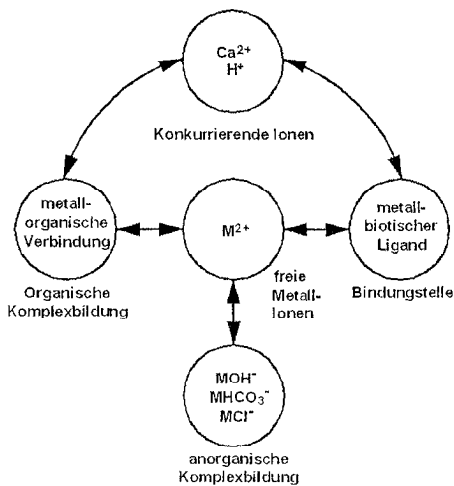 Ca²⁺
H⁺
Konkurrierende Ionen
metall-
organische
Verbindung
Organische
Komplexbildung
M²⁺
freie
Metall-
Ionen
metall-
biotischer
Ligand
Bindungstelle
MOH⁻
MHCO₃⁻
MCl⁻
anorganische
Komplexbildung